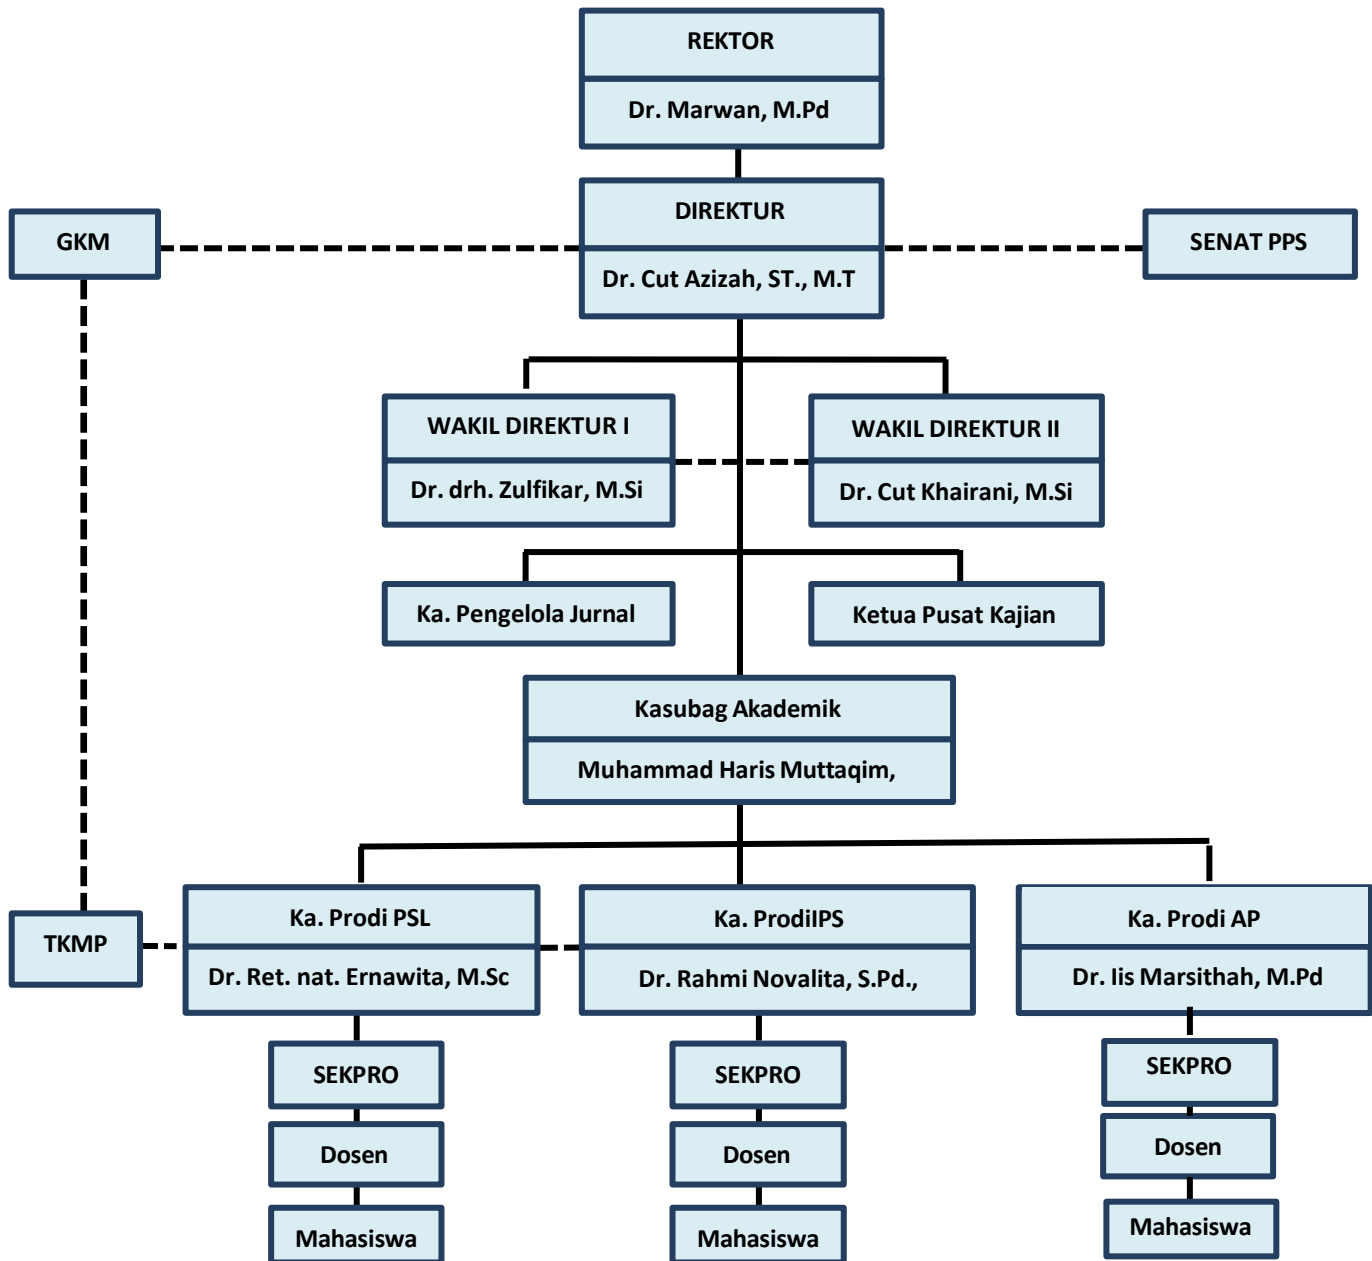 REKTOR
Dr. Marwan, M.Pd
DIREKTUR
Dr. Cut Azizah, ST., M.T
GKM
SENAT PPS
WAKIL DIREKTUR I
Dr. drh. Zulfikar, M.Si
WAKIL DIREKTUR II
Dr. Cut Khairani, M.Si
Ka. Pengelola Jurnal
Ketua Pusat Kajian
Kasubag Akademik
Muhammad Haris Muttaqim,
TKMP
Ka. Prodi PSL
Dr. Ret. nat. Ernawita, M.Sc
Ka. ProdiIPS
Dr. Rahmi Novalita, S.Pd.,
Ka. Prodi AP
Dr. Iis Marsithah, M.Pd
SEKPRO
SEKPRO
SEKPRO
Dosen
Dosen
Dosen
Mahasiswa
Mahasiswa
Mahasiswa